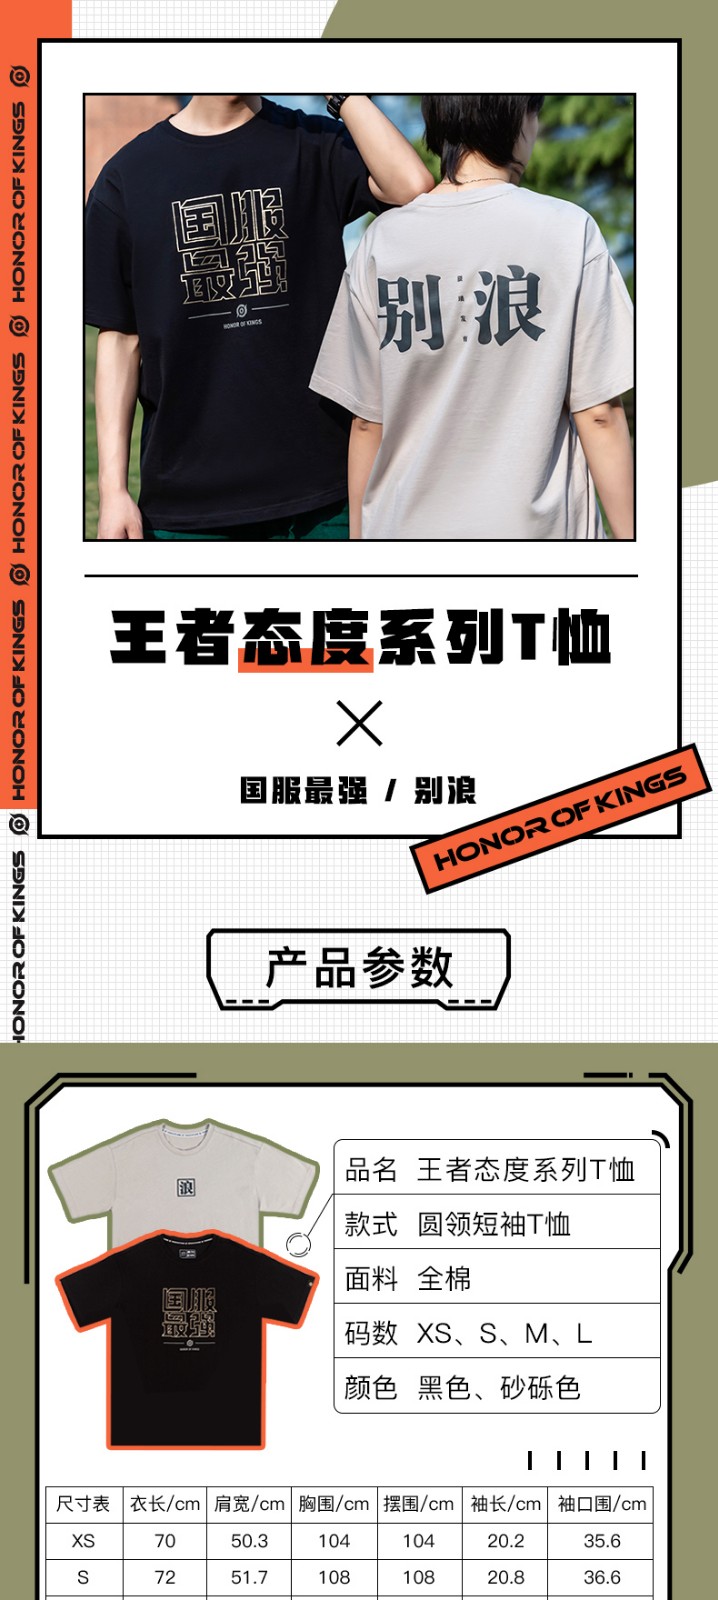 HONOR OF KINGS
HONOR OF KINGS
HONOR OF KINGS
HONOR OF KINGS
国服
最强
HONOR OF KINGS
别浪
王者态度系列T恤
国服最强 / 别浪
HONOR OF KINGS
产品参数
浪
国服
最强
品名 王者态度系列T恤
款式 圆领短袖T恤
面料 全棉
码数 XS、S、M、L
颜色 黑色、砂砾色
尺寸表 衣长/cm 肩宽/cm 胸围/cm 摆围/cm 袖长/cm 袖口围/cm
XS 70 50.3 104 104 20.2 35.6
S 72 51.7 108 108 20.8 36.6